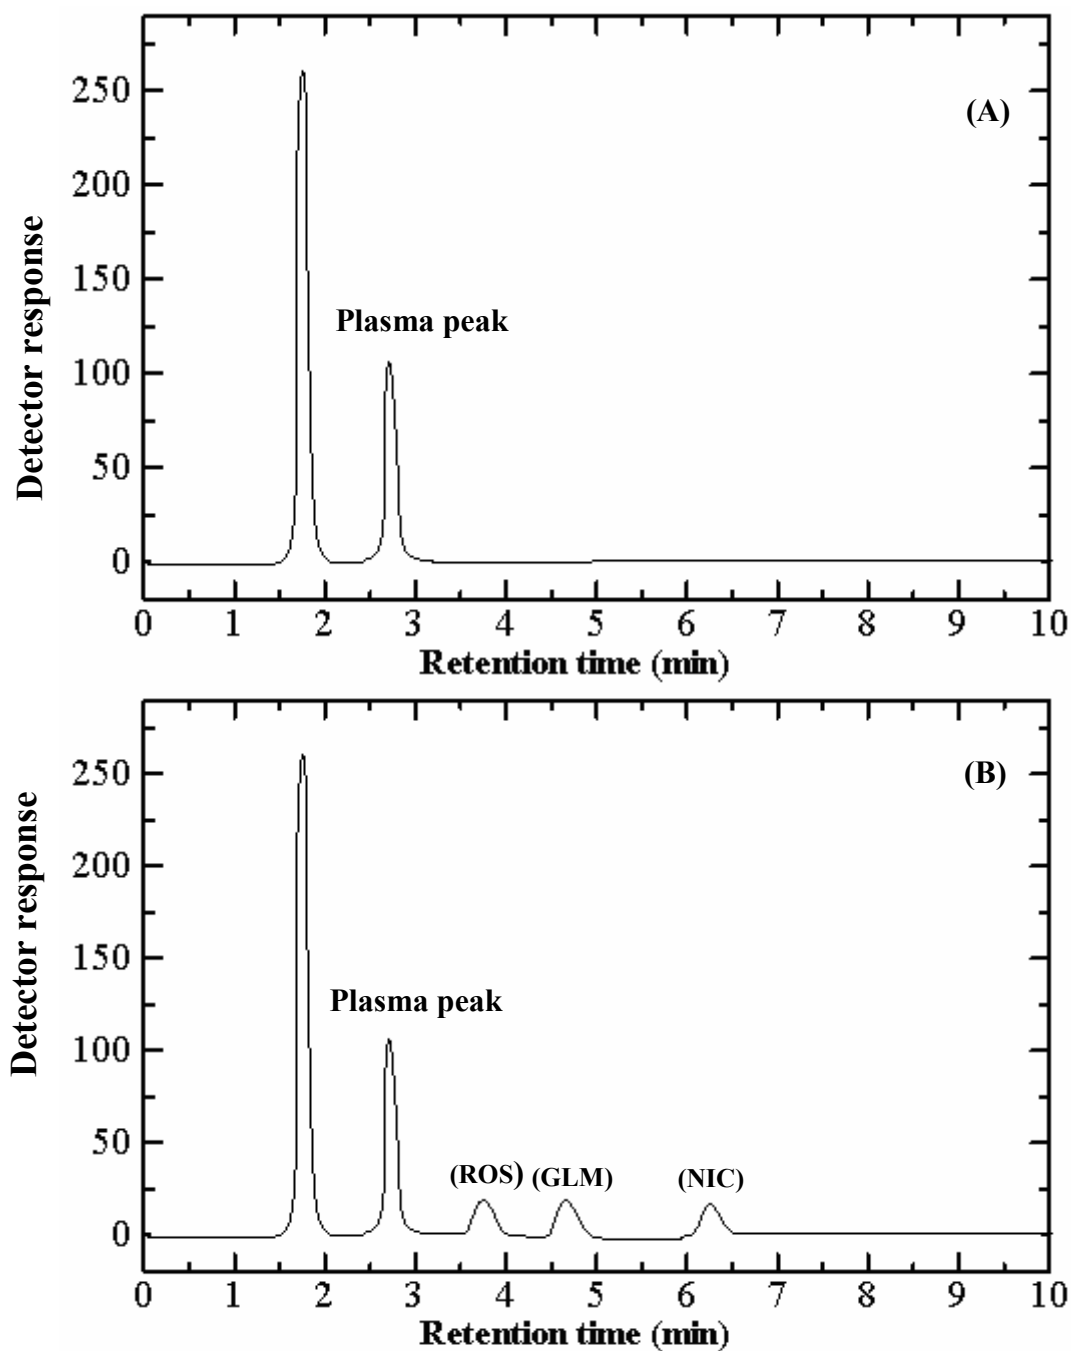 (A)
250
200
150
100
50
0
Detector response
Plasma peak
0 1 2 3 4 5 6 7 8 9 10
Retention time (min)
(B)
250
200
150
100
50
0
Detector response
Plasma peak
(ROS) (GLM) (NIC)
0 1 2 3 4 5 6 7 8 9 10
Retention time (min)